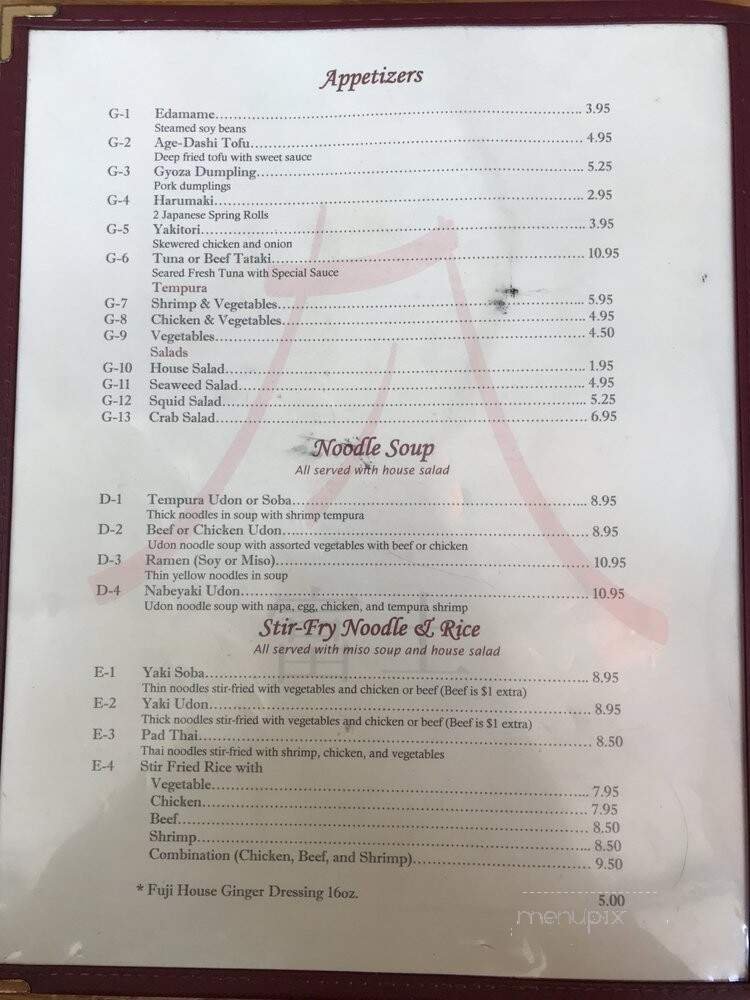 Appetizers
G-1 Edamame 3.95
Steamed soy beans
G-2 Age-Dashi Tofu 4.95
Deep fried tofu with sweet sauce
G-3 Gyoza Dumpling 5.25
Pork dumplings
G-4 Harumaki 2.95
2 Japanese Spring Rolls
G-5 Yakitori 3.95
Skewered chicken and onion
G-6 Tuna or Beef Tataki 10.95
Seared Fresh Tuna with Special Sauce
Tempura
G-7 Shrimp & Vegetables 5.95
G-8 Chicken & Vegetables 4.95
G-9 Vegetables 4.50
Salads
G-10 House Salad 1.95
G-11 Seaweed Salad 4.95
G-12 Squid Salad 5.25
G-13 Crab Salad 6.95
Noodle Soup
All served with house salad
D-1 Tempura Udon or Soba 8.95
Thick noodles in soup with shrimp tempura
D-2 Beef or Chicken Udon 8.95
Udon noodle soup with assorted vegetables with beef or chicken
D-3 Ramen (Soy or Miso) 10.95
Thin yellow noodles in soup
D-4 Nabeyaki Udon 10.95
Udon noodle soup with napa, egg, chicken, and tempura shrimp
Stir-Fry Noodle & Rice
All served with miso soup and house salad
E-1 Yaki Soba 8.95
Thin noodles stir-fried with vegetables and chicken or beef (Beef is $1 extra)
E-2 Yaki Udon 8.95
Thick noodles stir-fried with vegetables and chicken or beef (Beef is $1 extra)
E-3 Pad Thai 8.50
Thai noodles stir-fried with shrimp, chicken, and vegetables
E-4 Stir Fried Rice with
Vegetable 7.95
Chicken 7.95
Beef 8.50
Shrimp 8.50
Combination (Chicken, Beef, and Shrimp) 9.50
* Fuji House Ginger Dressing 16oz. 5.00
menupix